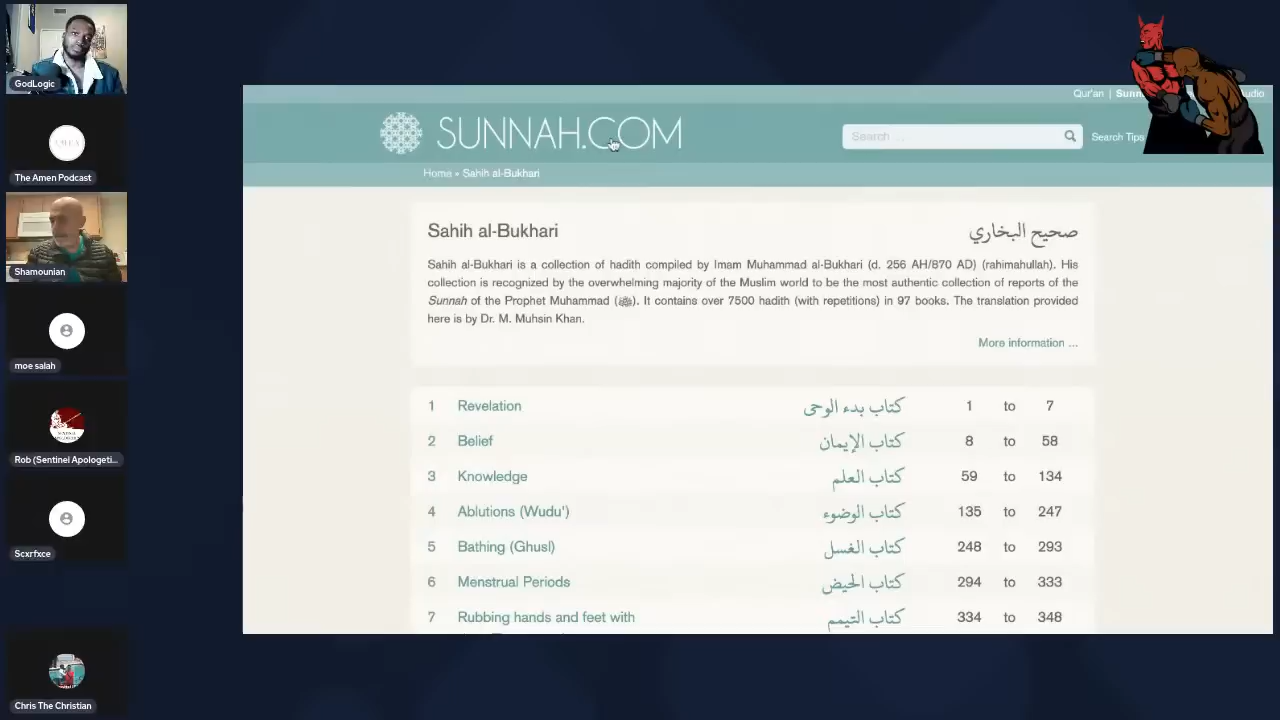 GodLogic
The Amen Podcast
Shamounian
moe salah
Rob (Sentinel Apologeti...
Scxrfxce
Chris The Christian
Qur'an |
SUNNAH.COM
Search ...
Search Tips
Home » Sahih al-Bukhari
Sahih al-Bukhari
صحيح البخاري
Sahih al-Bukhari is a collection of hadith compiled by Imam Muhammad al-Bukhari (d. 256 AH/870 AD) (rahimahullah). His
collection is recognized by the overwhelming majority of the Muslim world to be the most authentic collection of reports of the
Sunnah of the Prophet Muhammad (ﷺ). It contains over 7500 hadith (with repetitions) in 97 books. The translation provided
here is by Dr. M. Muhsin Khan.
More information ...
1 Revelation كتاب بدء الوحى 1 to 7
2 Belief كتاب الإيمان 8 to 58
3 Knowledge كتاب العلم 59 to 134
4 Ablutions (Wudu') كتاب الوضوء 135 to 247
5 Bathing (Ghusl) كتاب الغسل 248 to 293
6 Menstrual Periods كتاب الحيض 294 to 333
7 Rubbing hands and feet with كتاب التيمم 334 to 348